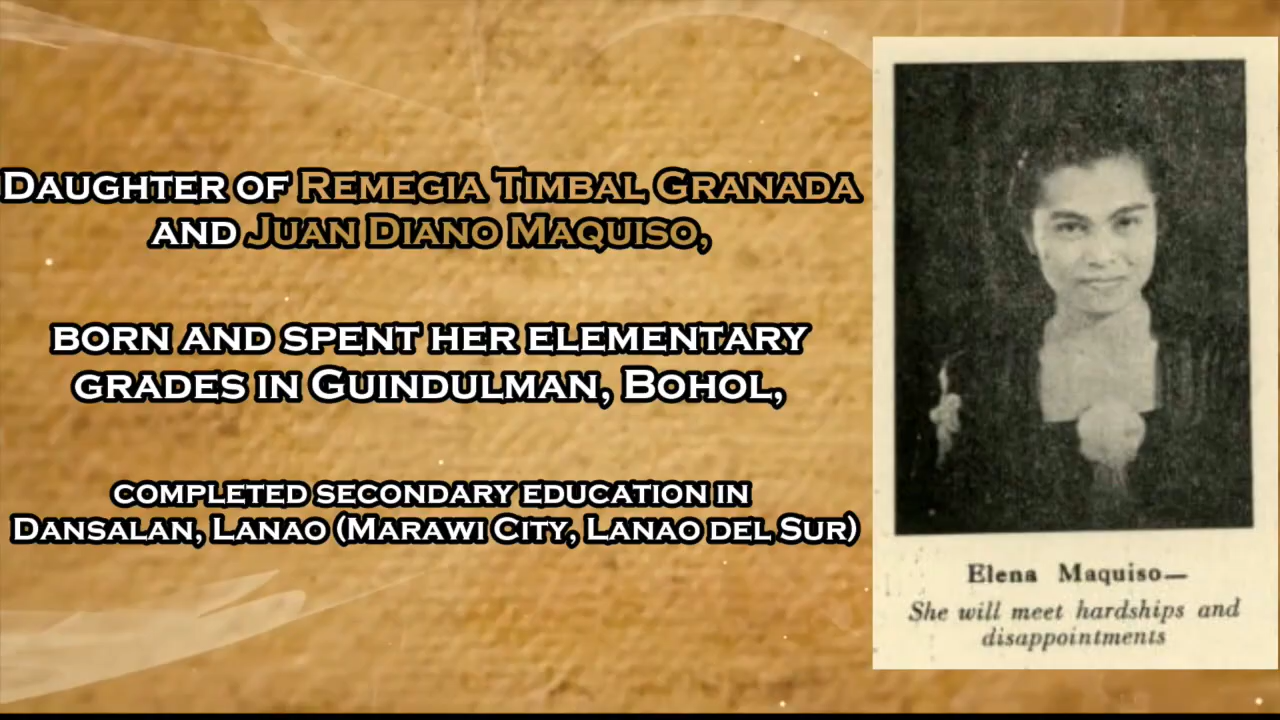 Daughter of Remegia Timbal Granada
and Juan Diano Maquiso,
born and spent her elementary
grades in Guindulman, Bohol,
completed secondary education in
Dansalan, Lanao (Marawi City, Lanao del Sur)
Elena Maquiso—
She will meet hardships and
disappointments